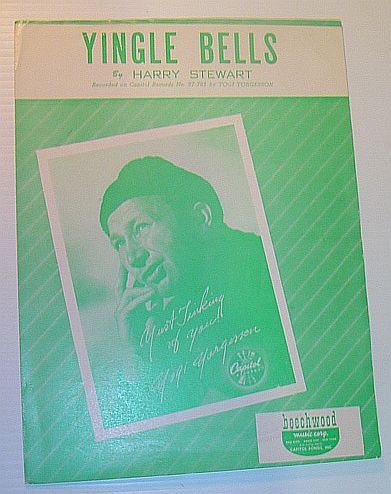 YINGLE BELLS
By HARRY STEWART
Recorded on Capitol Records No. 57-781 by YOGI YORGESSON
Yust Tinking
of you!!
Yogi Yorgesson
Capitol
beechwood
music corp.
CAPITOL SONGS, INC.